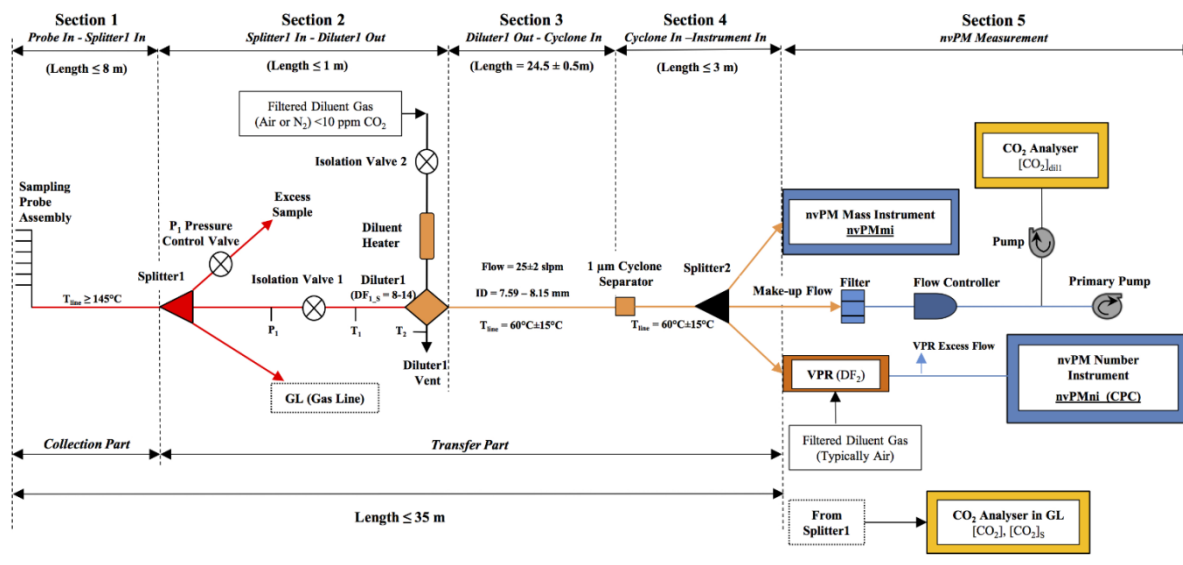 Section 1
Probe In - Splitter1 In
(Length ≤ 8 m)
Section 2
Splitter1 In - Diluter1 Out
(Length ≤ 1 m)
Section 3
Diluter1 Out - Cyclone In
(Length = 24.5 ± 0.5m)
Section 4
Cyclone In –Instrument In
(Length ≤ 3 m)
Section 5
nvPM Measurement
Filtered Diluent Gas
(Air or N2) <10 ppm CO2
Isolation Valve 2
Sampling
Probe
Assembly
Excess
Sample
P1 Pressure
Control Valve
Diluent
Heater
Splitter1
Isolation Valve 1
Diluter1
(DF1_S = 8-14)
Tline ≥ 145°C
P1
T1
T2
Diluter1
Vent
GL (Gas Line)
Flow = 25±2 slpm
ID = 7.59 – 8.15 mm
Tline = 60°C±15°C
1 µm Cyclone
Separator
Splitter2
Tline = 60°C±15°C
CO2 Analyser
[CO2]dil1
nvPM Mass Instrument
nvPMmi
Pump
Make-up Flow
Filter
Flow Controller
Primary Pump
VPR Excess Flow
VPR (DF2)
nvPM Number
Instrument
nvPMni (CPC)
Filtered Diluent Gas
(Typically Air)
Collection Part
Transfer Part
Length ≤ 35 m
From
Splitter1
CO2 Analyser in GL
[CO2], [CO2]S